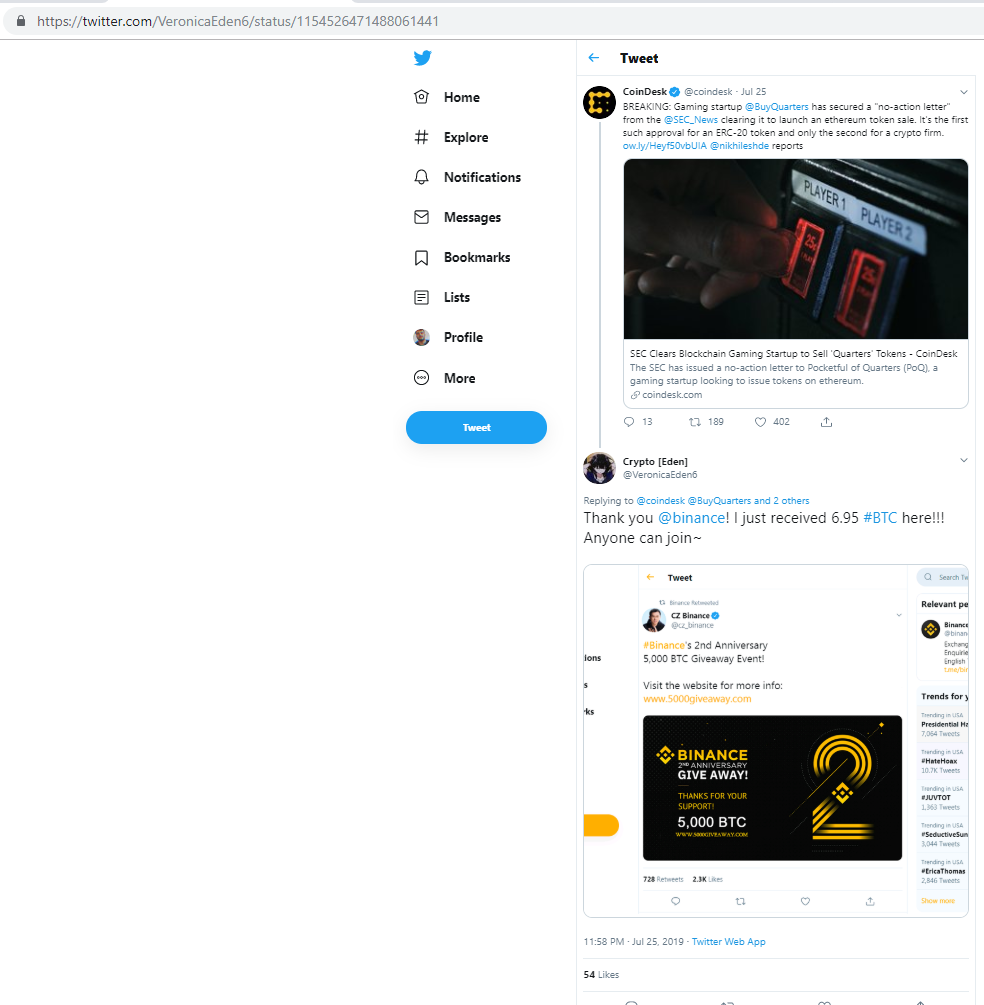 https://twitter.com/VeronicaEden6/status/1154526471488061441
Home
Explore
Notifications
Messages
Bookmarks
Lists
Profile
More
Tweet
Tweet
CoinDesk @coindesk · Jul 25
BREAKING: Gaming startup @BuyQuarters has secured a "no-action letter"
from the @SEC_News clearing it to launch an ethereum token sale. It's the first
such approval for an ERC-20 token and only the second for a crypto firm.
ow.ly/Heyf50vbUIA @nikhileshde reports
PLAYER 1
PLAYER 2
25¢
25¢
SEC Clears Blockchain Gaming Startup to Sell 'Quarters' Tokens - CoinDesk
The SEC has issued a no-action letter to Pocketful of Quarters (PoQ), a
gaming startup looking to issue tokens on ethereum.
coindesk.com
13 189 402
Crypto [Eden]
@VeronicaEden6
Replying to @coindesk @BuyQuarters and 2 others
Thank you @binance! I just received 6.95 #BTC here!!!
Anyone can join~
ions
s
rks
Tweet
Binance Retweeted
CZ Binance
@cz_binance
#Binance's 2nd Anniversary
5,000 BTC Giveaway Event!
Visit the website for more info:
www.5000giveaway.com
BINANCE
2ND ANNIVERSARY
GIVE AWAY!
THANKS FOR YOUR
SUPPORT!
5,000 BTC
WWW.5000GIVEAWAY.COM
2
728 Retweets 2.3K Likes
Search Tw
Relevant pe
Binance
@binan
Exchang
Enquirie
English
t.me/bin
Trends for y
Trending in USA
Presidential Ha
7,064 Tweets
Trending in USA
#HateHoax
10.7K Tweets
Trending in USA
#JUVTOT
1,363 Tweets
Trending in USA
#SeductiveSun
3,044 Tweets
Trending in USA
#EricaThomas
2,846 Tweets
Show more
11:58 PM · Jul 25, 2019 · Twitter Web App
54 Likes